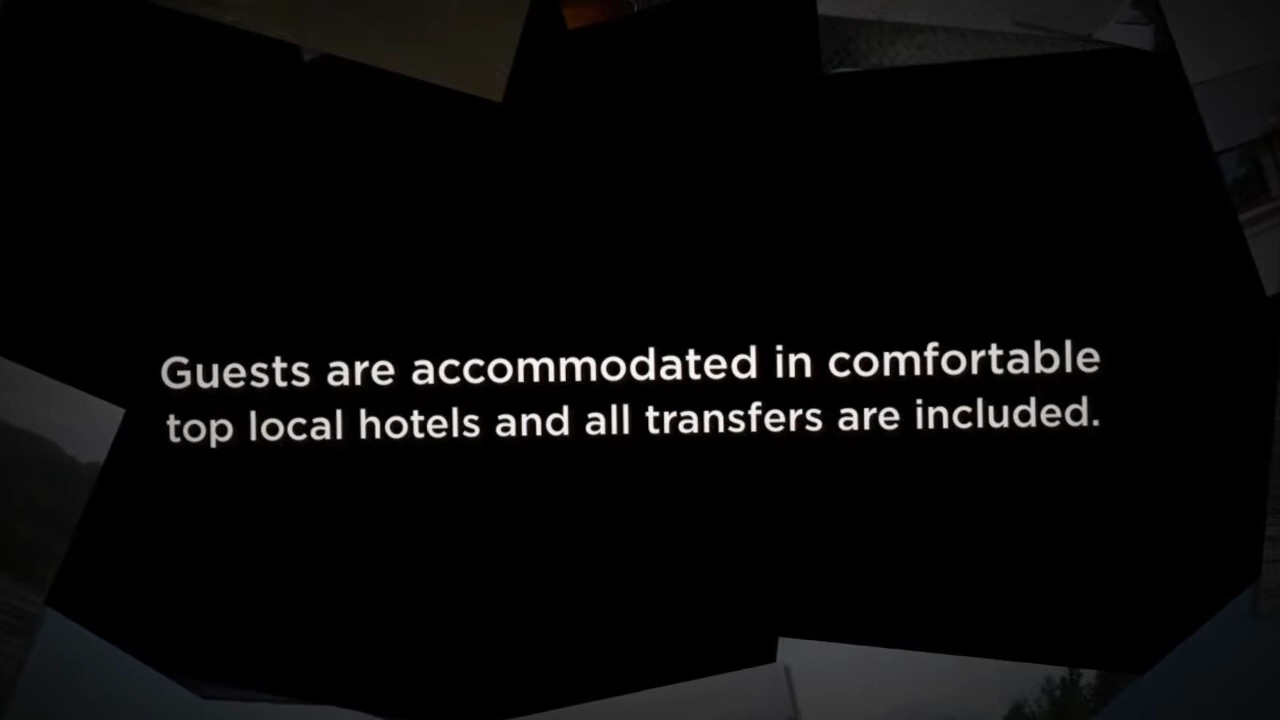 Guests are accommodated in comfortable
top local hotels and all transfers are included.